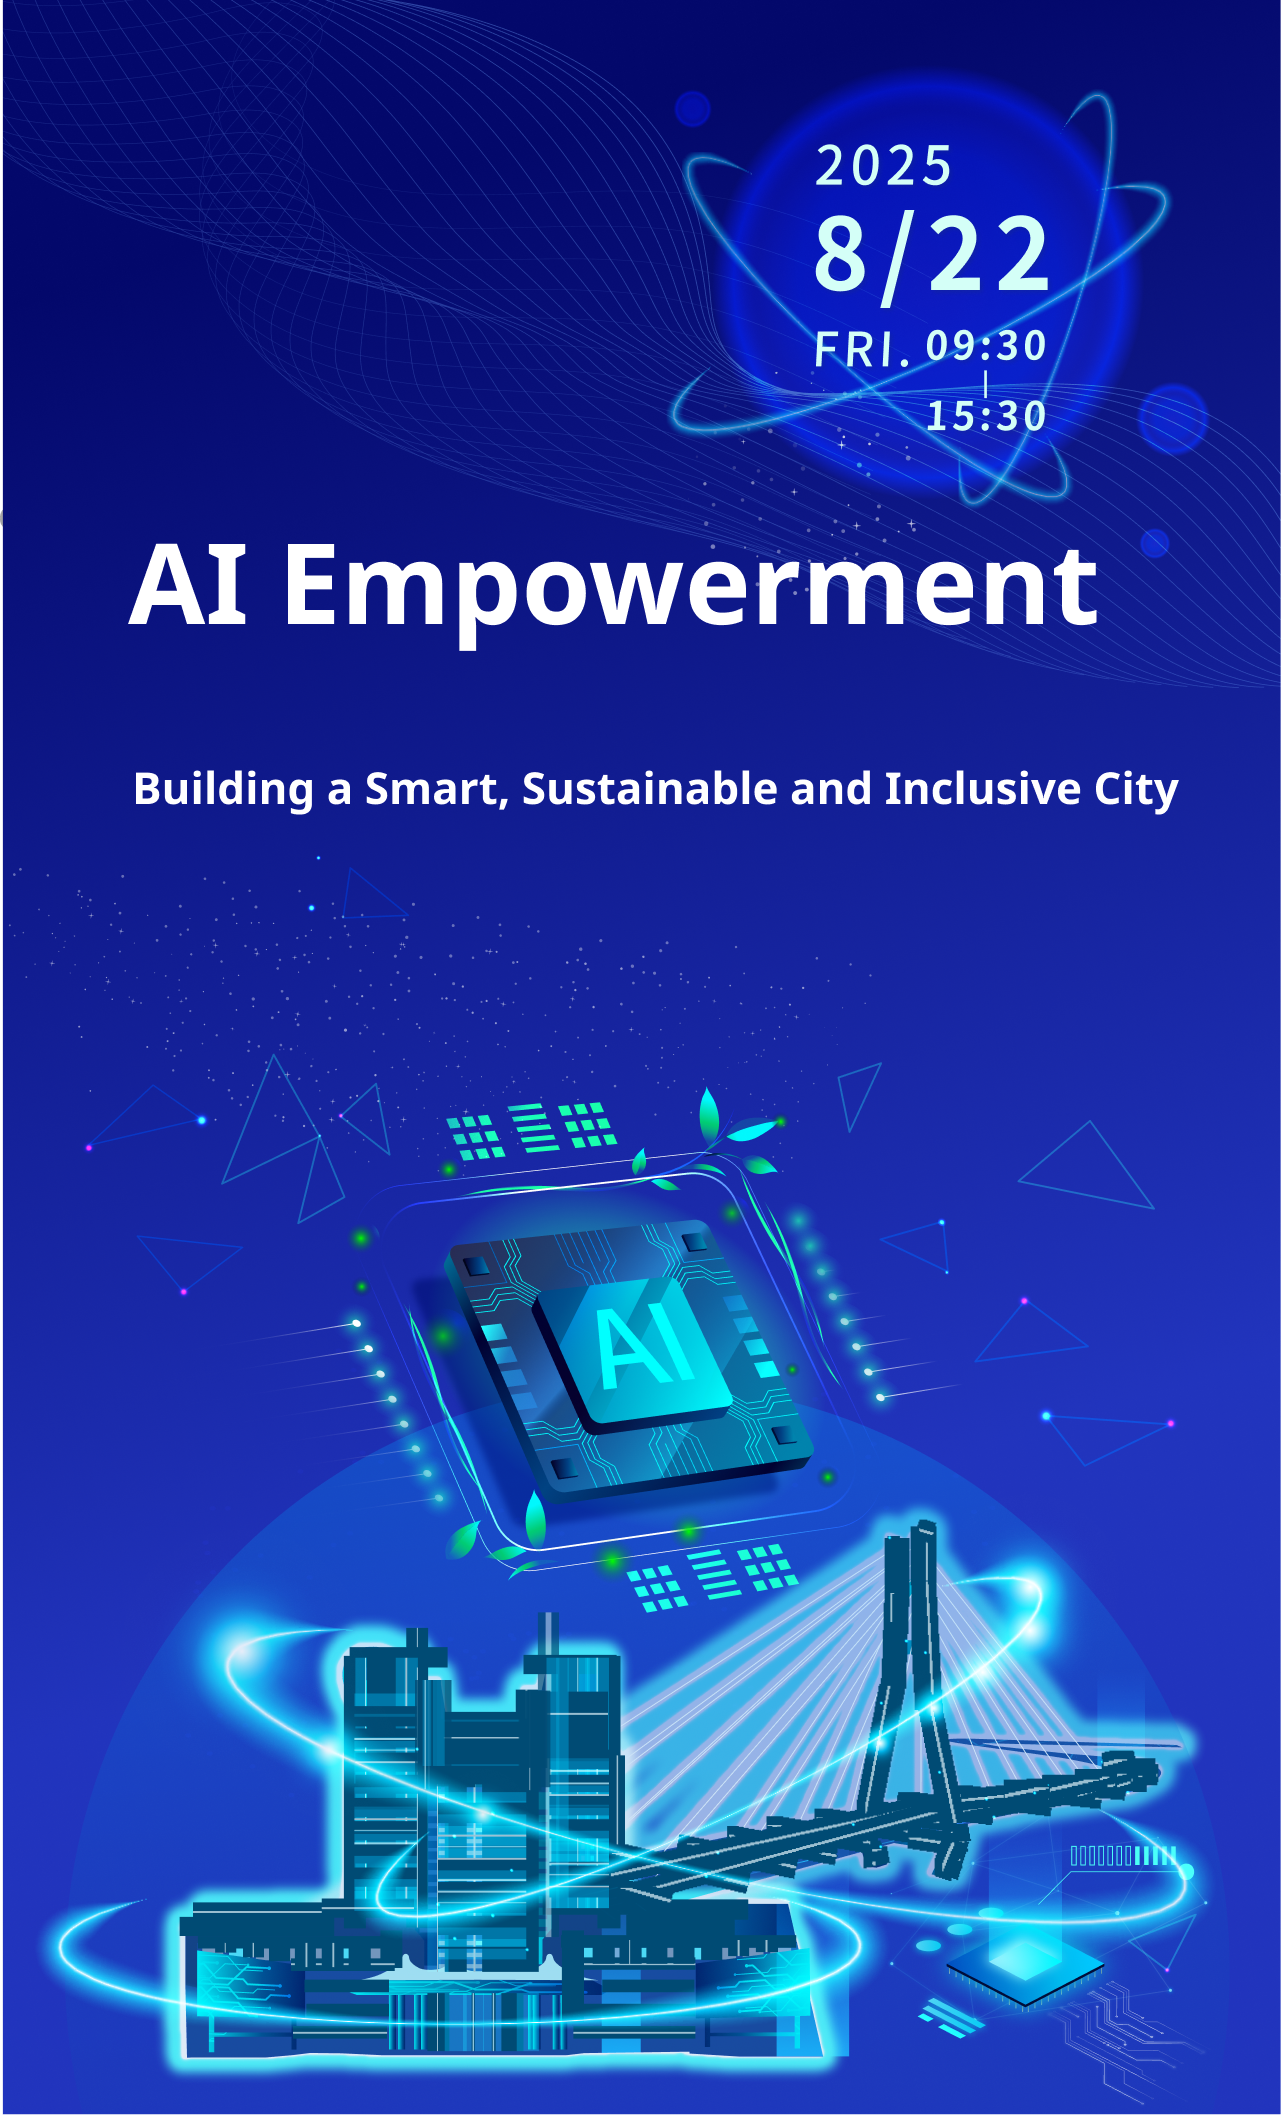 2025
8/22
FRI. 09:30
|
15:30
AI Empowerment
Building a Smart, Sustainable and Inclusive City
AI